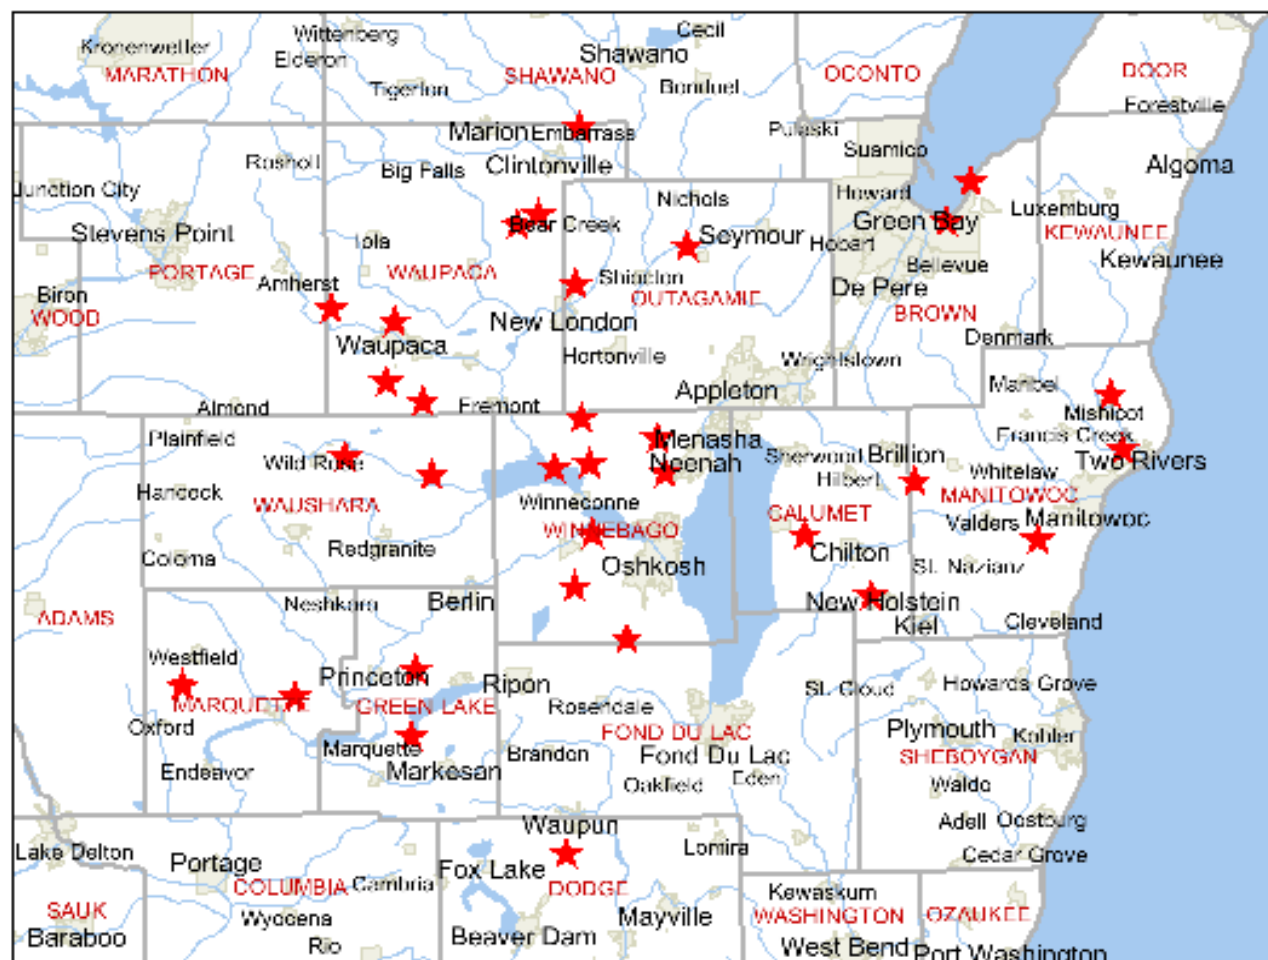 Wittenberg
Cecil
Kronenwetter
Shawano
Elderon
MARATHON
SHAWANO
OCONTO
DOOR
Tigerton
Bonduel
Forestville
Marion
Embarrass
Pulaski
Suamico
Rosholt
Big Falls
Clintonville
Algoma
Junction City
Nichols
Howard
Luxemburg
Stevens Point
Bear Creek
Green Bay
KEWAUNEE
Iola
Seymour
Hobart
PORTAGE
WAUPACA
Bellevue
Kewaunee
Amherst
Shiocton
De Pere
Biron
OUTAGAMIE
WOOD
New London
BROWN
Waupaca
Hortonville
Denmark
Wrightstown
Appleton
Maribel
Almond
Fremont
Mishicot
Plainfield
Menasha
Francis Creek
Wild Rose
Neenah
Sherwood
Brillion
Two Rivers
Hilbert
Whitelaw
Hancock
WAUSHARA
Winneconne
CALUMET
MANITOWOC
WINNEBAGO
Valders
Manitowoc
Coloma
Redgranite
Oshkosh
Chilton
St. Nazianz
ADAMS
Neshkoro
Berlin
New Holstein
Kiel
Cleveland
Westfield
Princeton
Ripon
St. Cloud
Howards Grove
MARQUETTE
GREEN LAKE
Rosendale
Oxford
FOND DU LAC
Plymouth
Kohler
Marquette
Brandon
Fond Du Lac
SHEBOYGAN
Endeavor
Markesan
Oakfield
Eden
Waldo
Waupun
Adell
Oostburg
Lake Delton
Portage
Lomira
Cedar Grove
Fox Lake
COLUMBIA
Cambria
DODGE
Kewaskum
SAUK
Wyocena
Mayville
WASHINGTON
OZAUKEE
Baraboo
Rio
Beaver Dam
West Bend
Port Washington